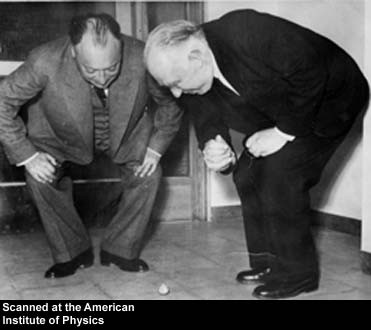 Scanned at the American
Institute of Physics